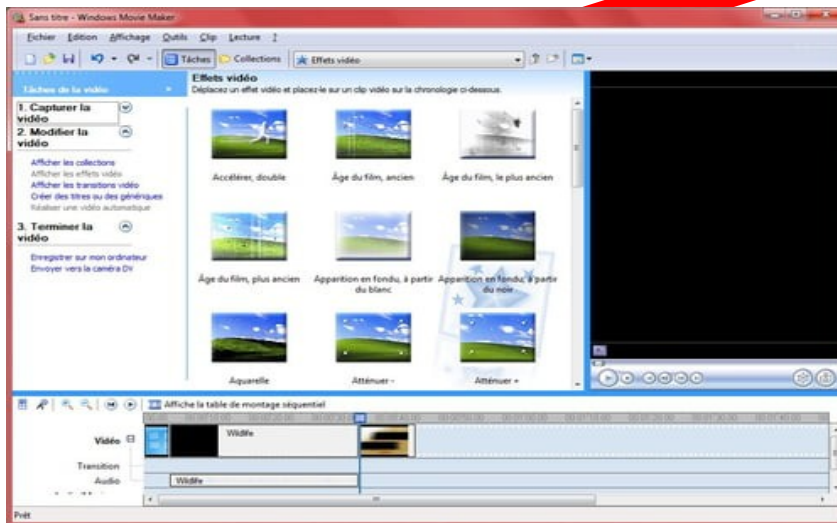 Sans titre - Windows Movie Maker
Fichier Edition Affichage Outils Clip Lecture ?
Tâches Collections Effets vidéo
Tâches de la vidéo
1. Capturer la
vidéo
2. Modifier la
vidéo
Afficher les collections
Afficher les effets vidéo
Afficher les transitions vidéo
Créer des titres ou des génériques
Réaliser une vidéo automatique
3. Terminer la
vidéo
Enregistrer sur mon ordinateur
Envoyer vers la caméra DV
Effets vidéo
Déplacez un effet vidéo et placez-le sur un clip vidéo sur la chronologie ci-dessous.
Accélérer, double
Âge du film, ancien
Âge du film, le plus ancien
Âge du film, plus ancien
Apparition en fondu, à partir
du blanc
Apparition en fondu, à partir
du noir
Aquarelle
Atténuer -
Atténuer +
Affiche la table de montage séquentiel
Vidéo
Wildlife
Transition
Audio
Wildlife
Prêt